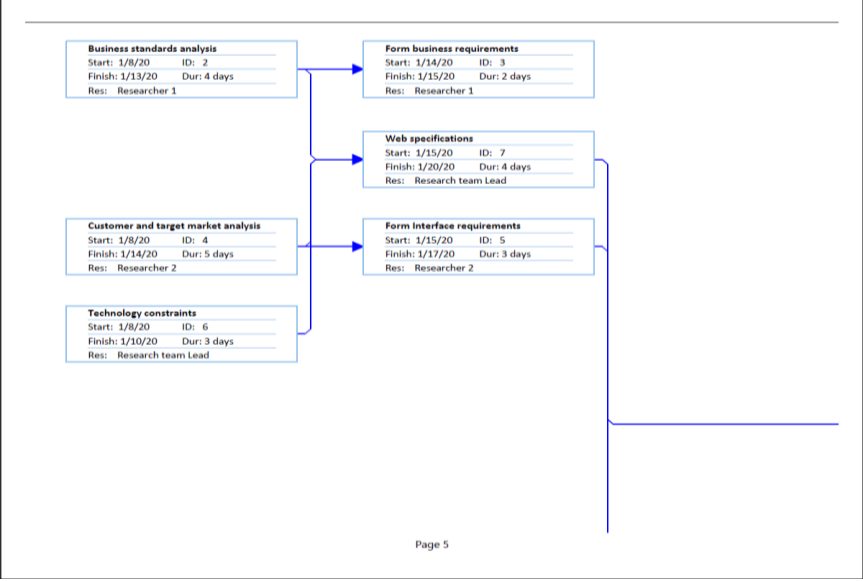 Business standards analysis
Start: 1/8/20 ID: 2
Finish: 1/13/20 Dur: 4 days
Res: Researcher 1
Form business requirements
Start: 1/14/20 ID: 3
Finish: 1/15/20 Dur: 2 days
Res: Researcher 1
Web specifications
Start: 1/15/20 ID: 7
Finish: 1/20/20 Dur: 4 days
Res: Research team Lead
Customer and target market analysis
Start: 1/8/20 ID: 4
Finish: 1/14/20 Dur: 5 days
Res: Researcher 2
Form Interface requirements
Start: 1/15/20 ID: 5
Finish: 1/17/20 Dur: 3 days
Res: Researcher 2
Technology constraints
Start: 1/8/20 ID: 6
Finish: 1/10/20 Dur: 3 days
Res: Research team Lead
Page 5